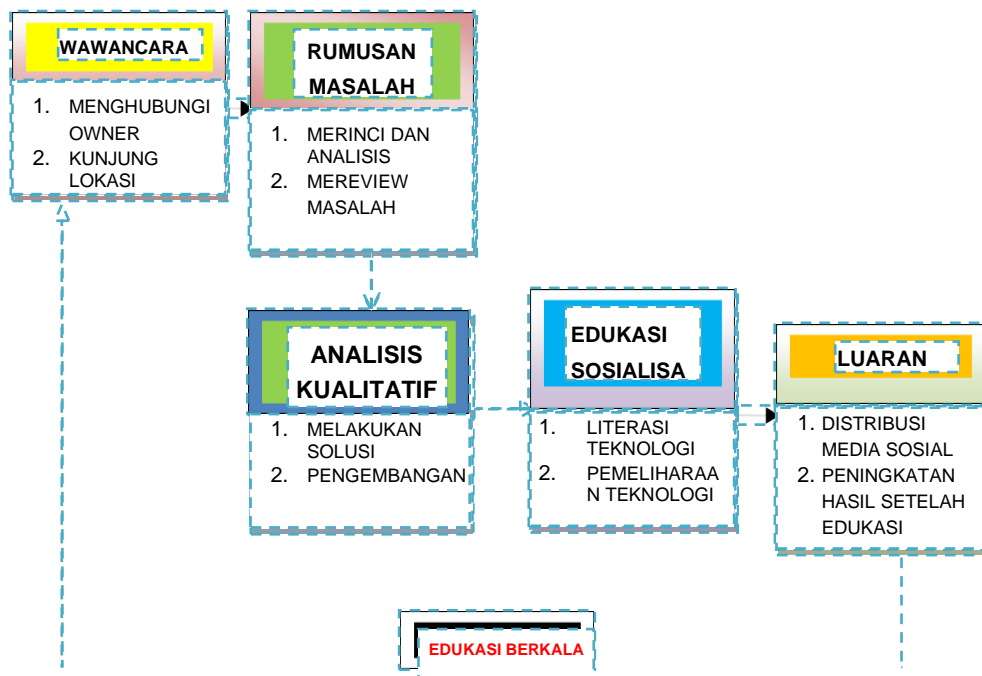 WAWANCARA
1. MENGHUBUNGI
OWNER
2. KUNJUNG
LOKASI
RUMUSAN
MASALAH
1. MERINCI DAN
ANALISIS
2. MEREVIEW
MASALAH
ANALISIS
KUALITATIF
1. MELAKUKAN
SOLUSI
2. PENGEMBANGAN
EDUKASI
SOSIALISA
1. LITERASI
TEKNOLOGI
2. PEMELIHARAA
N TEKNOLOGI
LUARAN
1. DISTRIBUSI
MEDIA SOSIAL
2. PENINGKATAN
HASIL SETELAH
EDUKASI
EDUKASI BERKALA